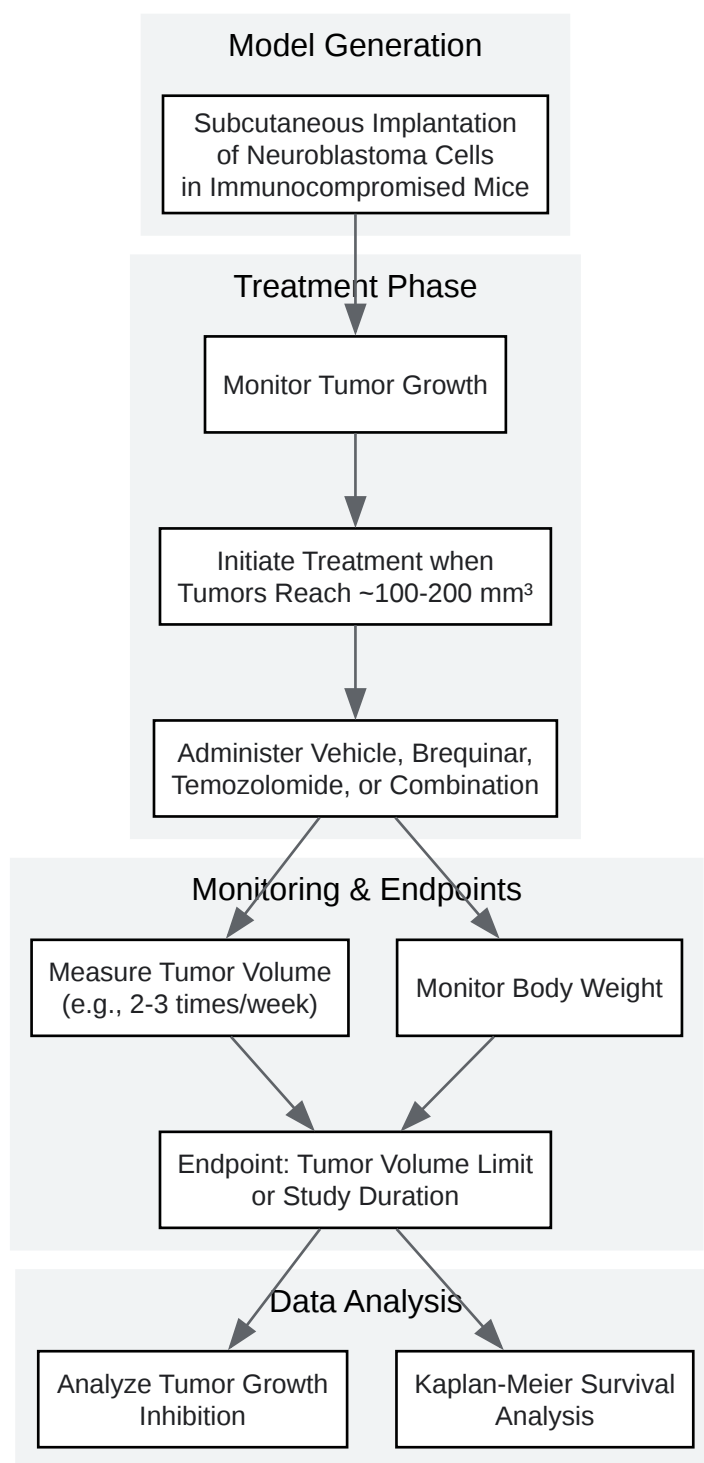 Model Generation
Subcutaneous Implantation
of Neuroblastoma Cells
in Immunocompromised Mice
Treatment Phase
Monitor Tumor Growth
Initiate Treatment when
Tumors Reach ~100-200 mm³
Administer Vehicle, Brequinar,
Temozolomide, or Combination
Monitoring & Endpoints
Measure Tumor Volume
(e.g., 2-3 times/week)
Monitor Body Weight
Endpoint: Tumor Volume Limit
or Study Duration
Data Analysis
Analyze Tumor Growth
Inhibition
Kaplan-Meier Survival
Analysis